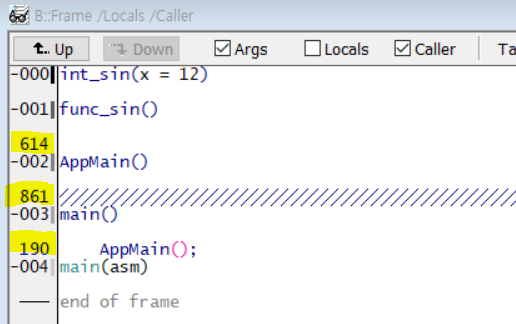 B::Frame /Locals /Caller
Up Down Args Locals Caller Ta
-000 int_sin(x = 12)
-001 func_sin()
614
-002 AppMain()
861 ////////////////////////////////////////////////
-003 main()
190 AppMain();
-004 main(asm)
end of frame